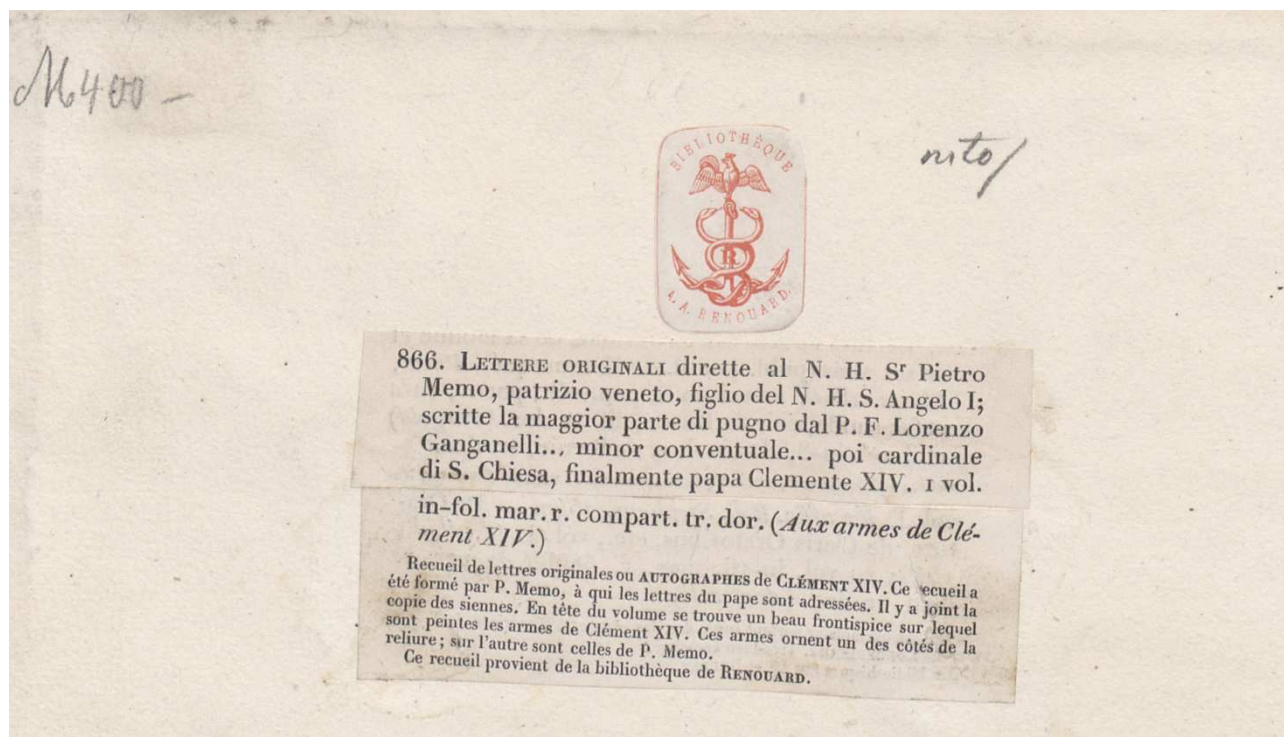 M400 —
BIBLIOTHÈQUE
R
A. A. RENOUARD.
866. LETTERE ORIGINALI dirette al N. H. Sr Pietro
Memo, patrizio veneto, figlio del N. H. S. Angelo I;
scritte la maggior parte di pugno dal P. F. Lorenzo
Ganganelli... minor conventuale... poi cardinale
di S. Chiesa, finalmente papa Clemente XIV. 1 vol.
in-fol. mar. r. compart. tr. dor. (Aux armes de Clé-
ment XIV.)
Recueil de lettres originales ou AUTOGRAPHES de CLÉMENT XIV. Ce ecueil a
été formé par P. Memo, à qui les lettres du pape sont adressées. Il y a joint la
copie des siennes. En tête du volume se trouve un beau frontispice sur lequel
sont peintes les armes de Clément XIV. Ces armes ornent un des côtés de la
reliure; sur l'autre sont celles de P. Memo.
Ce recueil provient de la bibliothèque de RENOUARD.